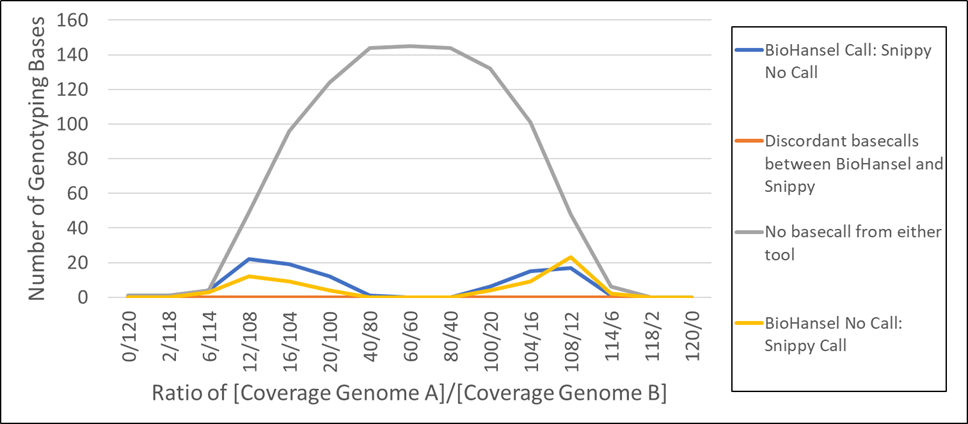 160
140
120
100
80
60
40
20
0
Number of Genotyping Bases
0/120
2/118
6/114
12/108
16/104
20/100
40/80
60/60
80/40
100/20
104/16
108/12
114/6
118/2
120/0
Ratio of [Coverage Genome A]/[Coverage Genome B]
BioHansel Call: Snippy
No Call
Discordant basecalls
between BioHansel and
Snippy
No basecall from either
tool
BioHansel No Call:
Snippy Call